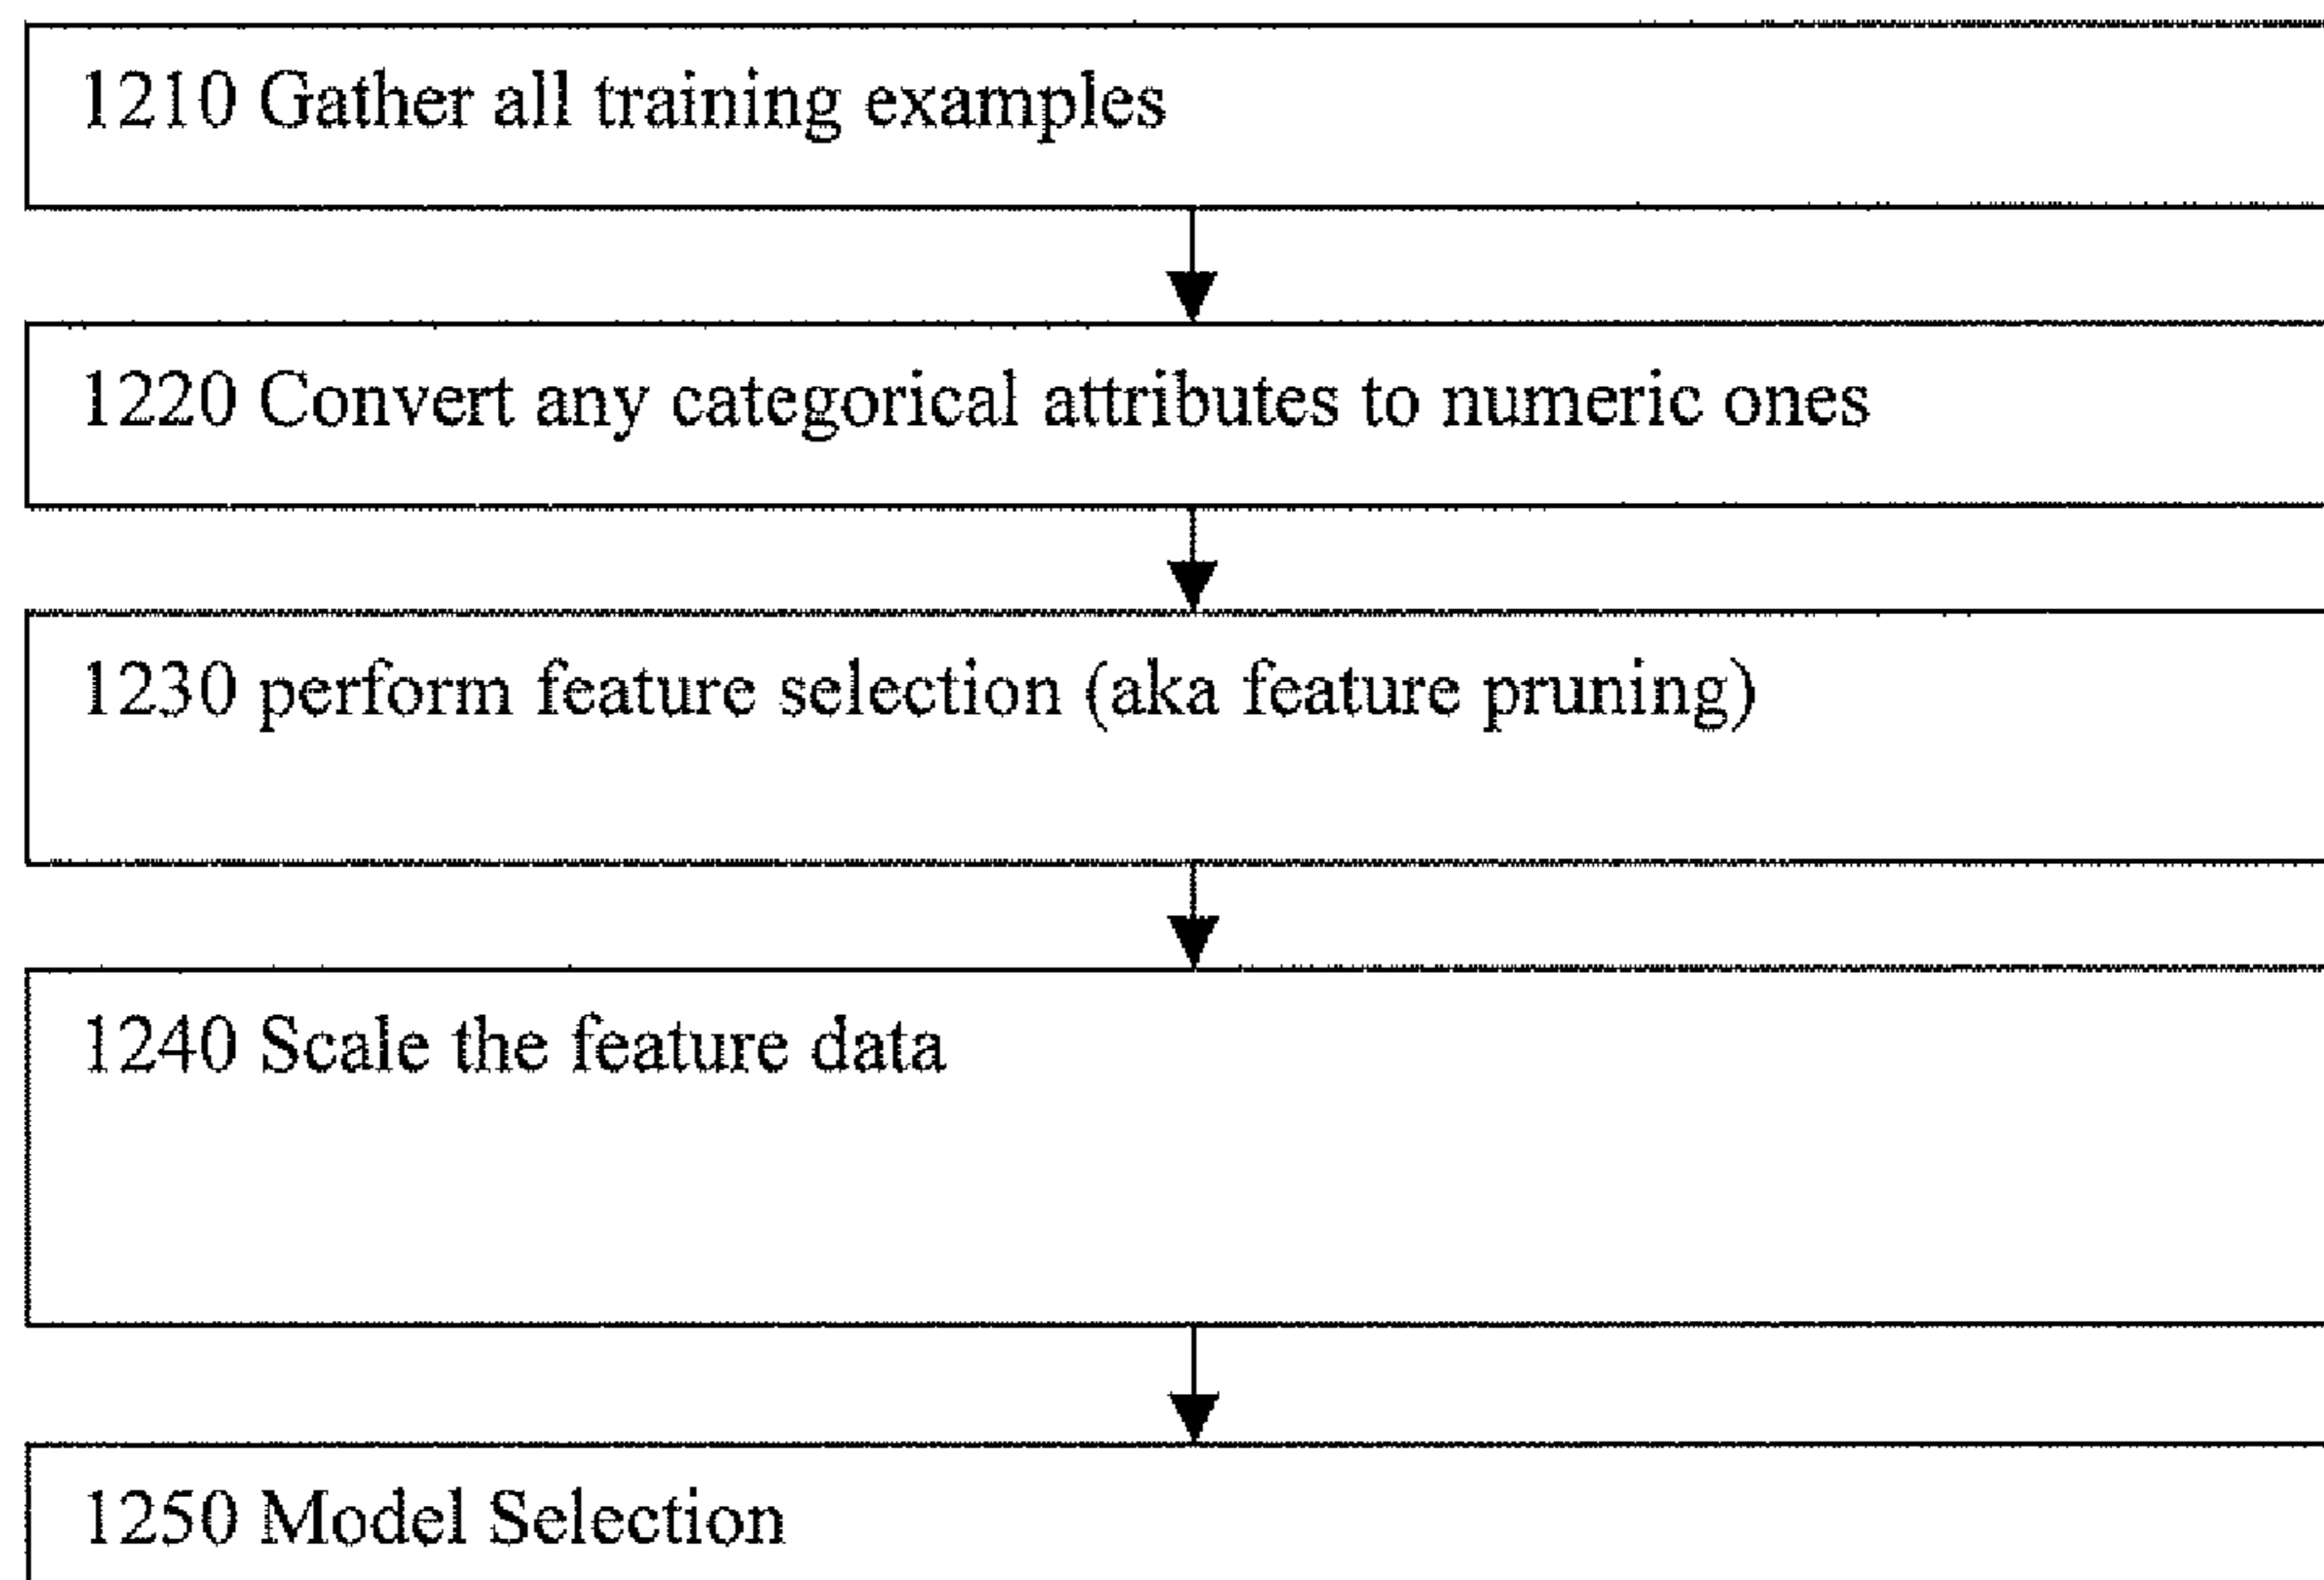 1210 Gather all training examples
1220 Convert any categorical attributes to numeric ones
1230 perform feature selection (aka feature pruning)
1240 Scale the feature data
1250 Model Selection